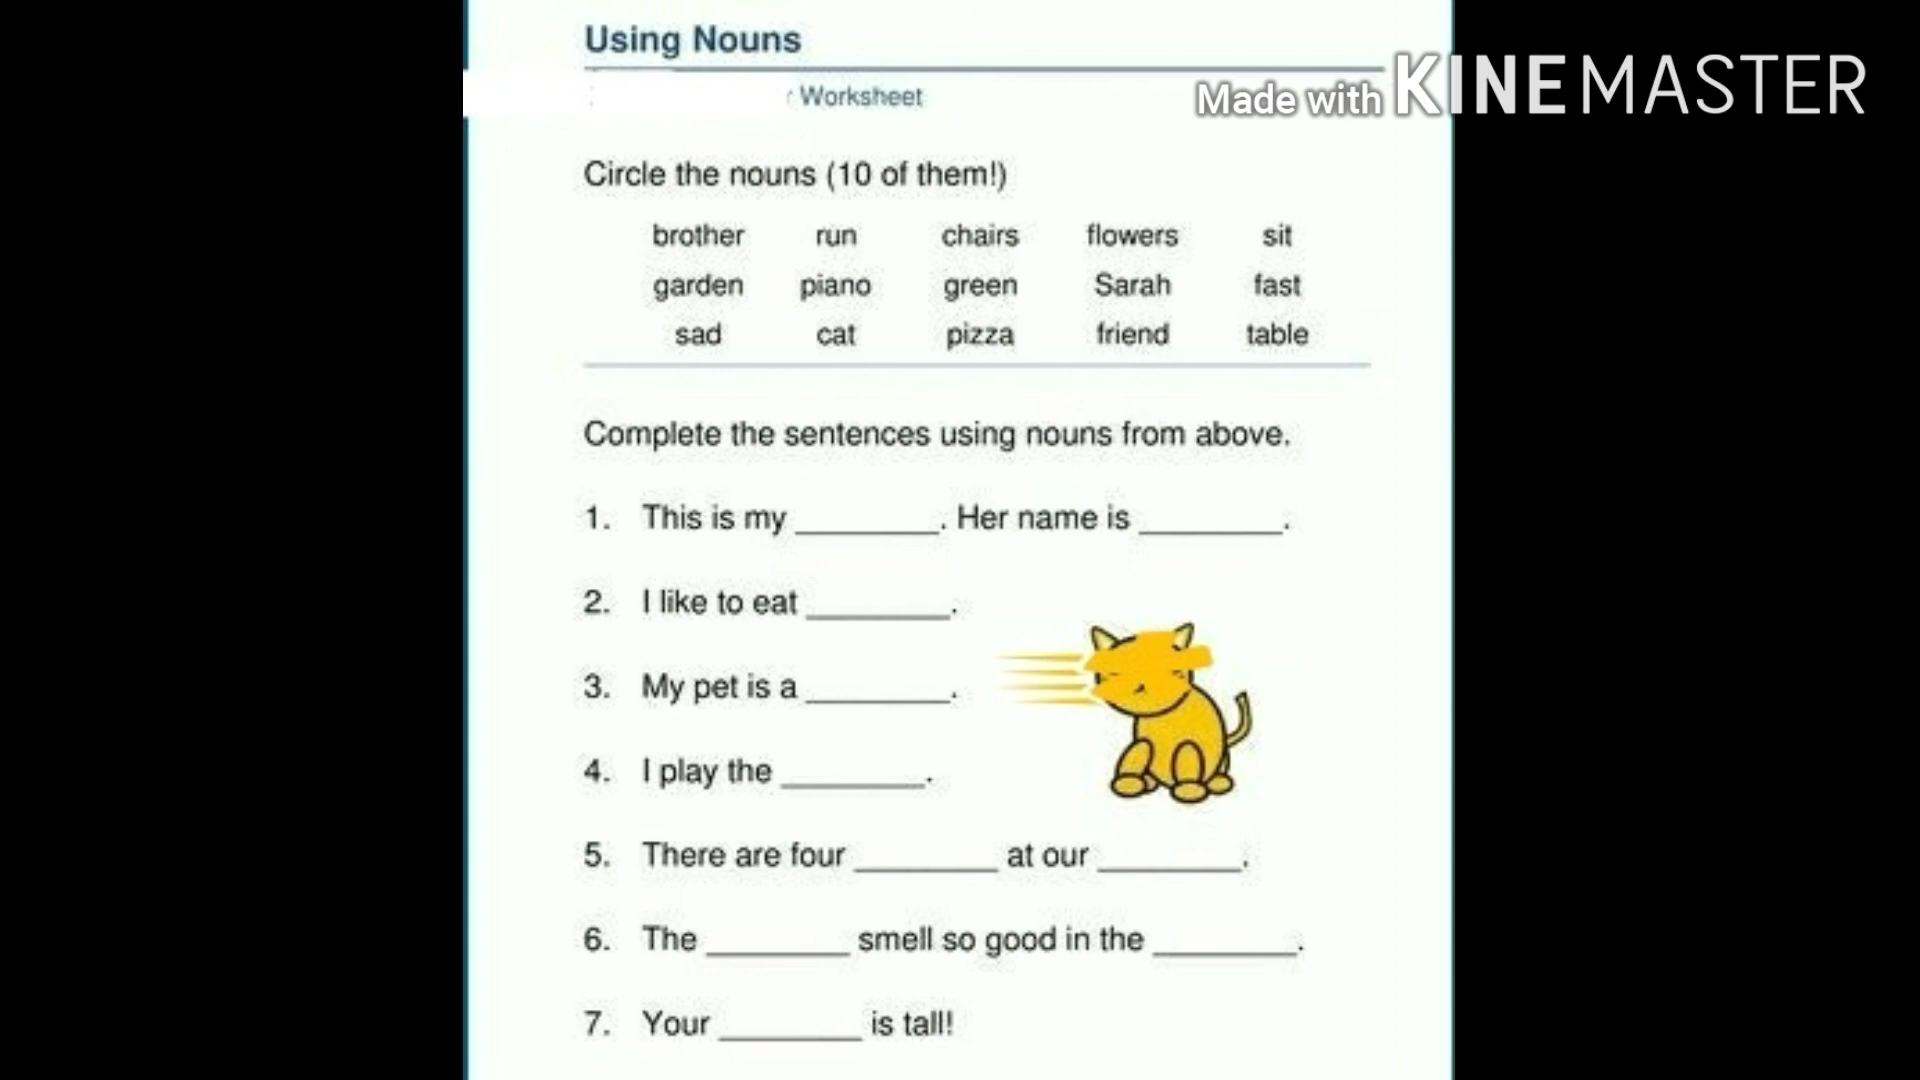 Using Nouns
Worksheet
Made with KINEMASTER
Circle the nouns (10 of them!)
brother run chairs flowers sit
garden piano green Sarah fast
sad cat pizza friend table
Complete the sentences using nouns from above.
1. This is my ________. Her name is ________.
2. I like to eat ________.
3. My pet is a ________.
4. I play the ________.
5. There are four ________ at our ________.
6. The ________ smell so good in the ________.
7. Your ________ is tall!